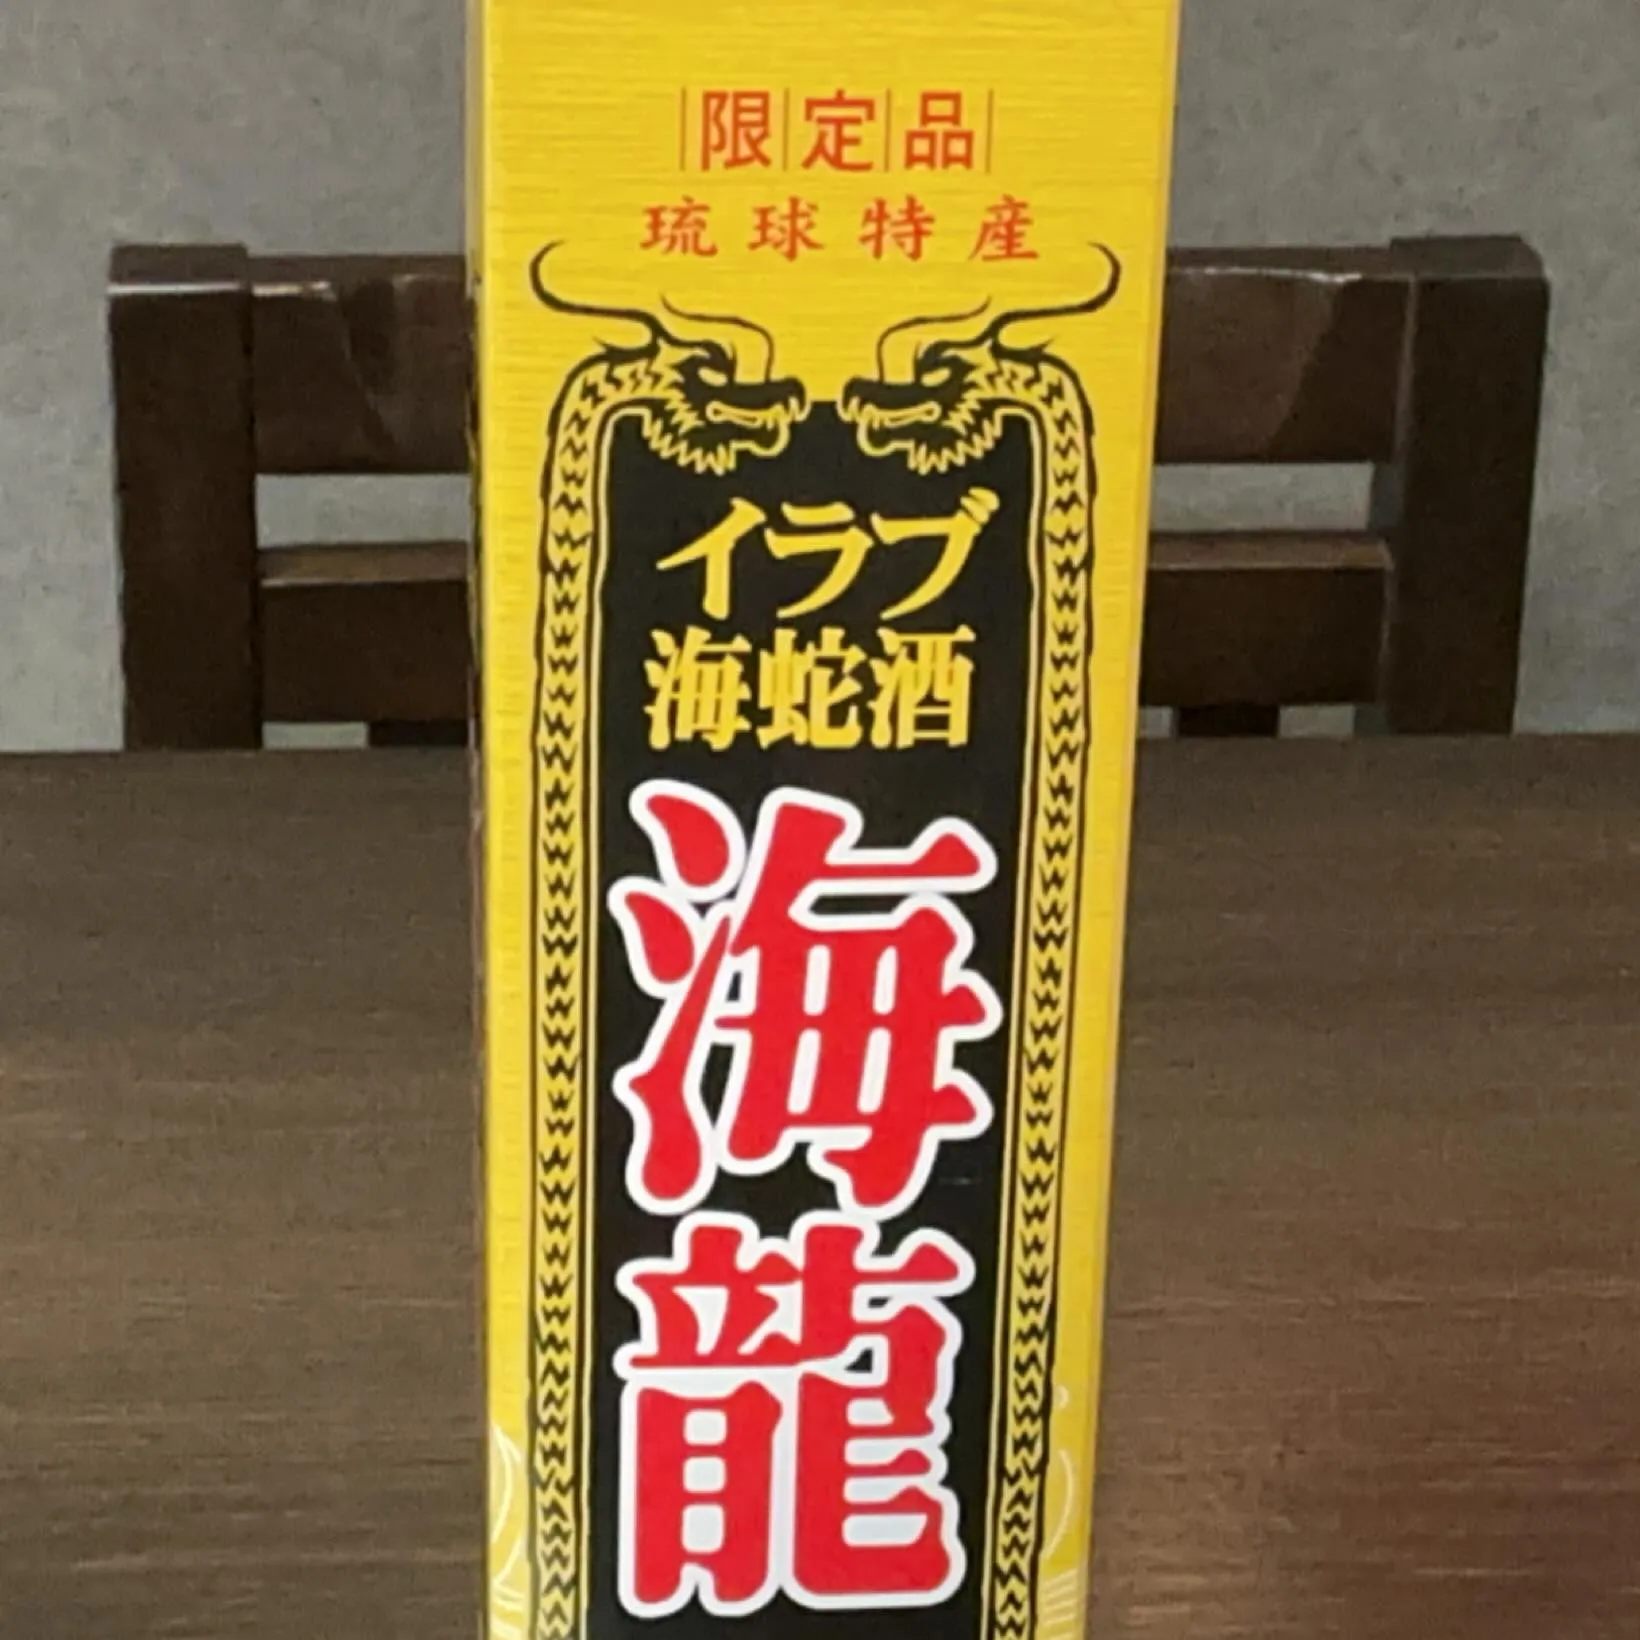 限定品
琉球特産
イラブ
海蛇酒
海龍